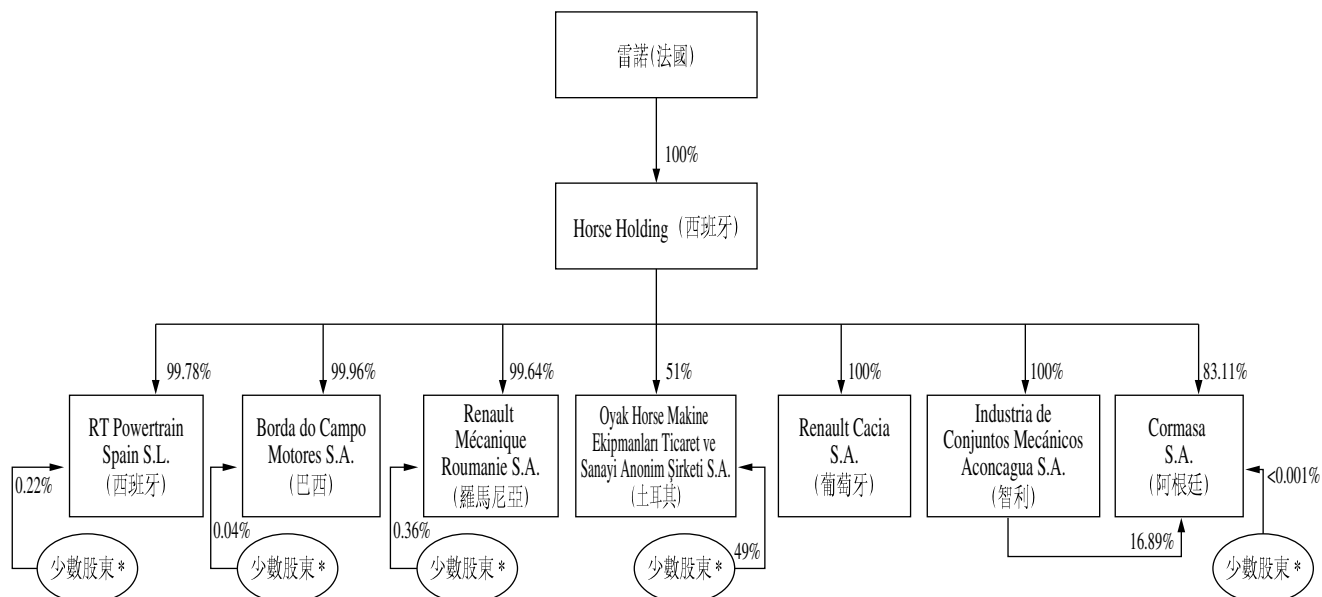 雷諾(法國)
100%
Horse Holding (西班牙)
99.78%
99.96%
99.64%
51%
100%
100%
83.11%
RT Powertrain
Spain S.L.
(西班牙)
Borda do Campo
Motores S.A.
(巴西)
Renault
Mécanique
Roumanie S.A.
(羅馬尼亞)
Oyak Horse Makine
Ekipmanları Ticaret ve
Sanayi Anonim Şirketi S.A.
(土耳其)
Renault Cacia
S.A.
(葡萄牙)
Industria de
Conjuntos Mecánicos
Aconcagua S.A.
(智利)
Cormasa
S.A.
(阿根廷)
0.22%
0.04%
0.36%
49%
16.89%
<0.001%
少數股東*
少數股東*
少數股東*
少數股東*
少數股東*